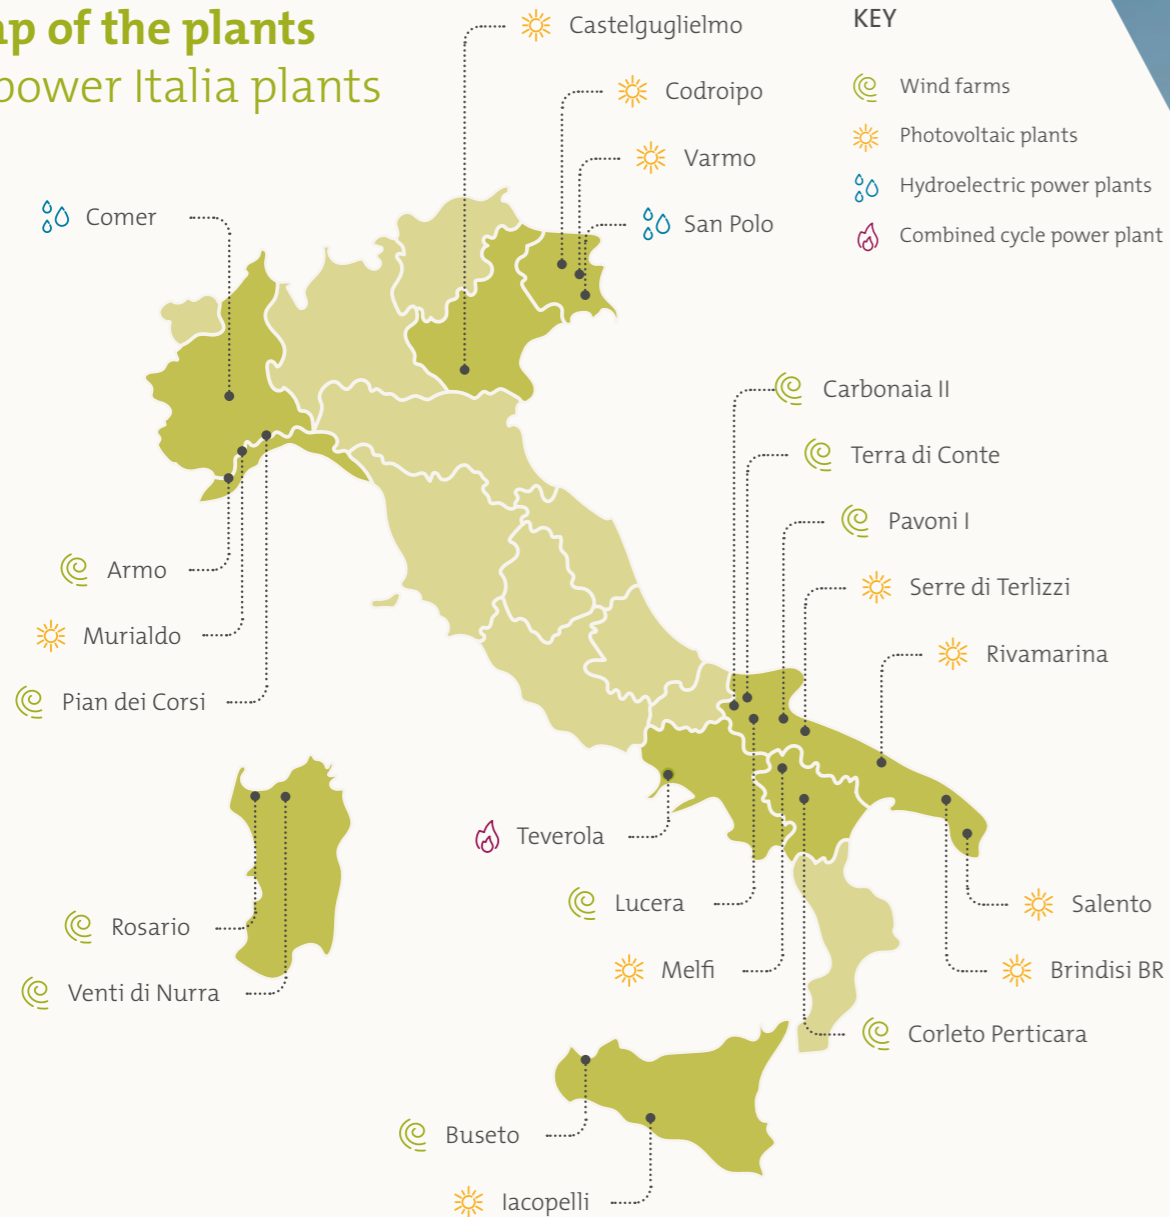 of the plants
power Italia plants
KEY
Wind farms
Photovoltaic plants
Hydroelectric power plants
Combined cycle power plant
Castelguglielmo
Codroipo
Varmo
San Polo
Comer
Carbonaia II
Terra di Conte
Pavoni I
Serre di Terlizzi
Rivamarina
Armo
Murialdo
Pian dei Corsi
Teverola
Lucera
Melfi
Salento
Brindisi BR
Corleto Perticara
Rosario
Venti di Nurra
Buseto
Iacopelli